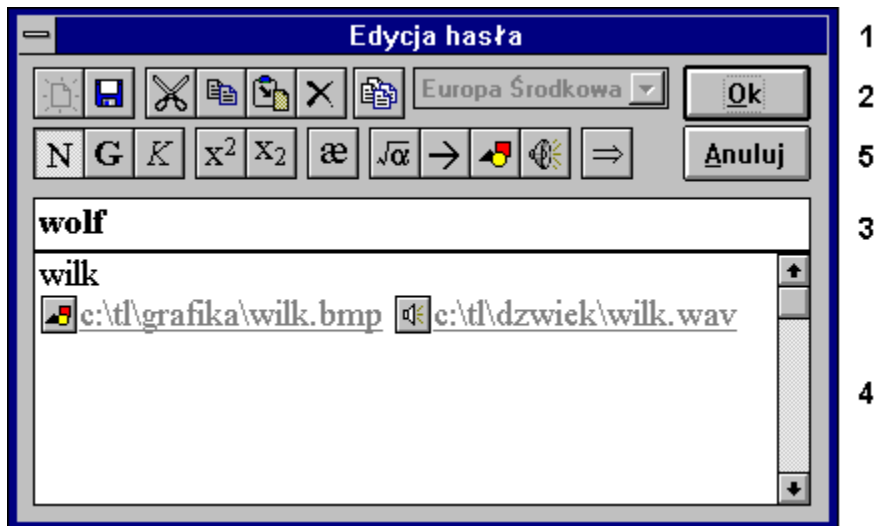 Edycja hasła 1
Europa Środkowa Ok 2
N G K x² x₂ æ √α → ⇒ Anuluj 5
wolf 3
wilk
c:\tl\grafika\wilk.bmp c:\tl\dzwiek\wilk.wav
4